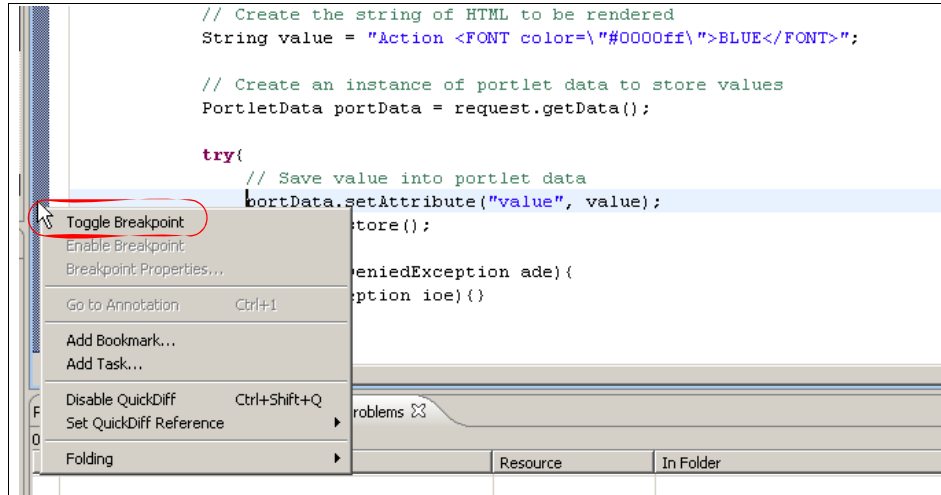 // Create the string of HTML to be rendered
String value = "Action <FONT color=\"#0000ff\">BLUE</FONT>";
// Create an instance of portlet data to store values
PortletData portData = request.getData();
try{
// Save value into portlet data
portData.setAttribute("value", value);
Toggle Breakpoint
store();
Enable Breakpoint
Breakpoint Properties...
eniedException ade){
Go to Annotation Ctrl+1
ption ioe){}
Add Bookmark...
Add Task...
Disable QuickDiff Ctrl+Shift+Q
Set QuickDiff Reference
roblems
Folding
Resource In Folder